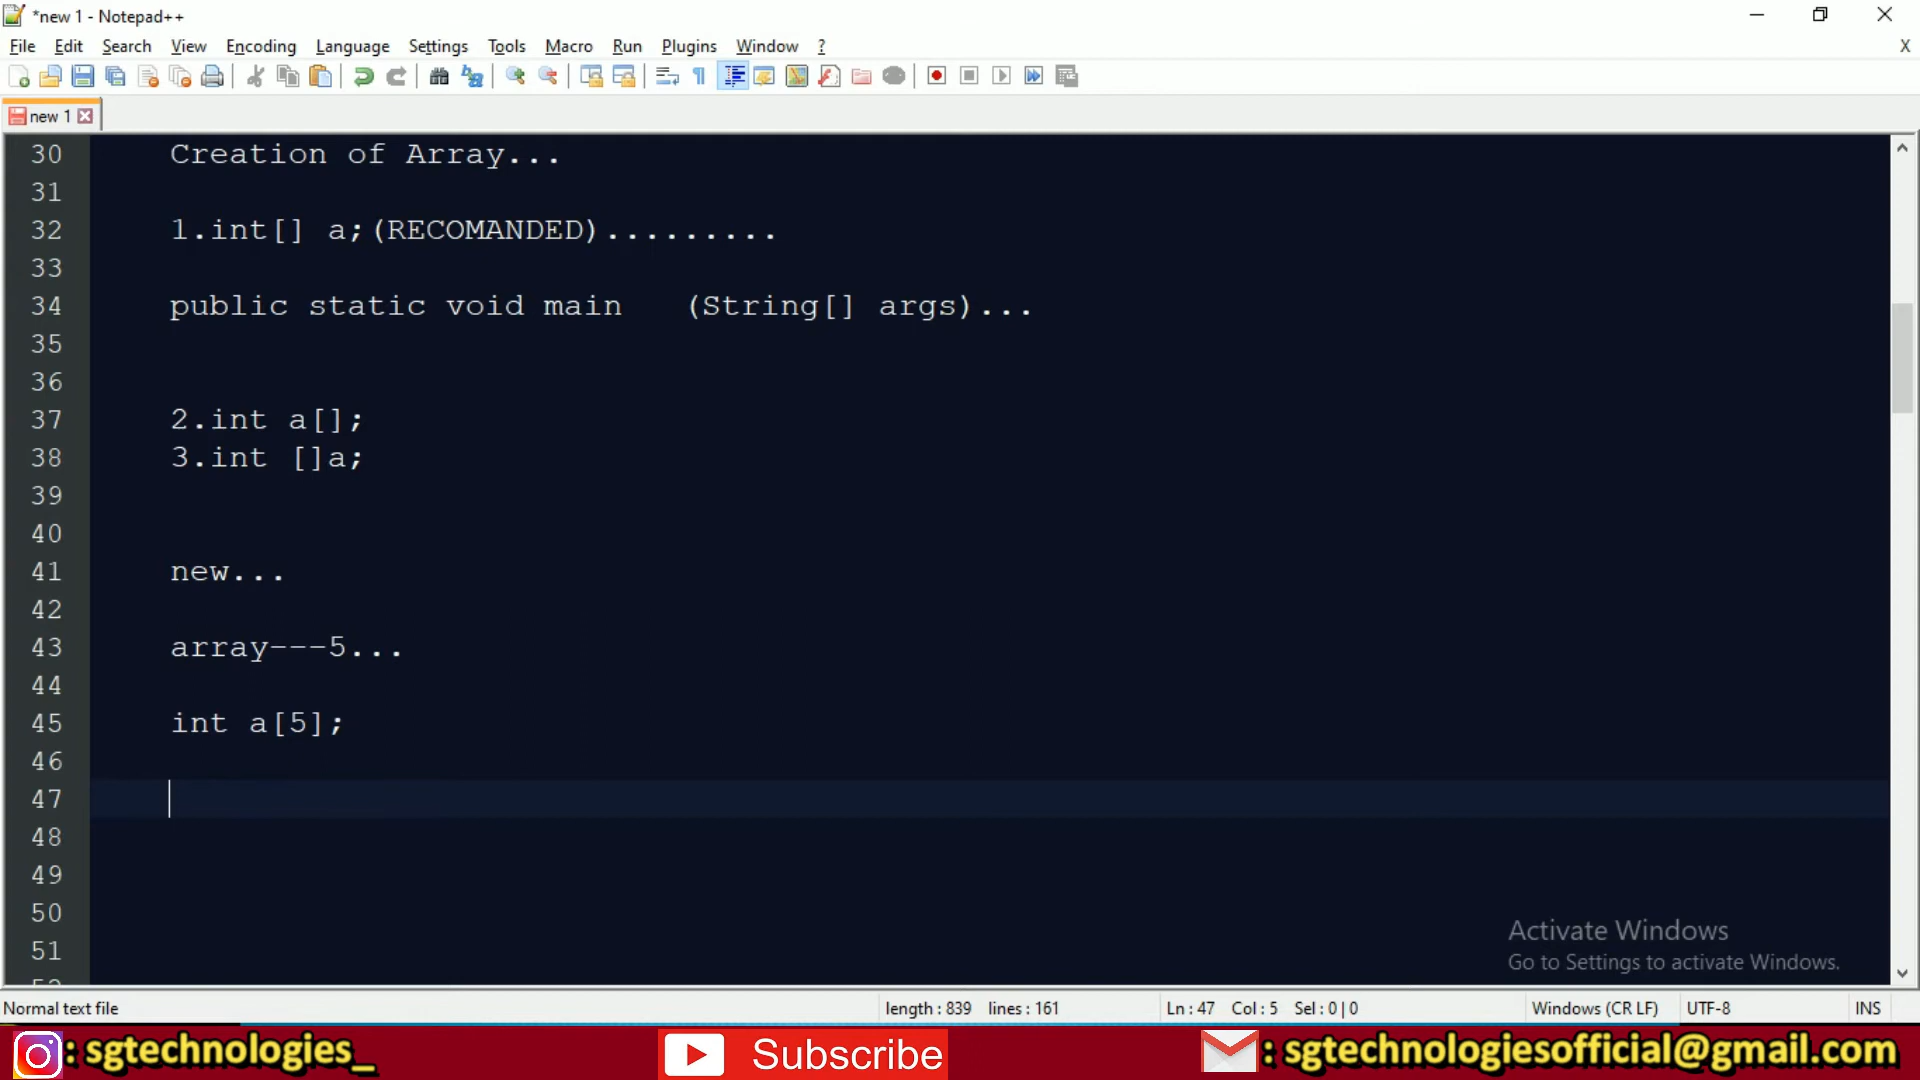 *new 1 - Notepad++
File Edit Search View Encoding Language Settings Tools Macro Run Plugins Window ? X
new 1
30 Creation of Array...
31
32 1.int[] a;(RECOMANDED).........
33
34 public static void main (String[] args)...
35
36
37 2.int a[];
38 3.int []a;
39
40
41 new...
42
43 array---5...
44
45 int a[5];
46
47
48
49
50
51
52
Activate Windows
Go to Settings to activate Windows.
Normal text file length : 839 lines : 161 Ln : 47 Col : 5 Sel : 0 | 0 Windows (CR LF) UTF-8 INS
: sgtechnologies_ Subscribe : sgtechnologiesofficial@gmail.com